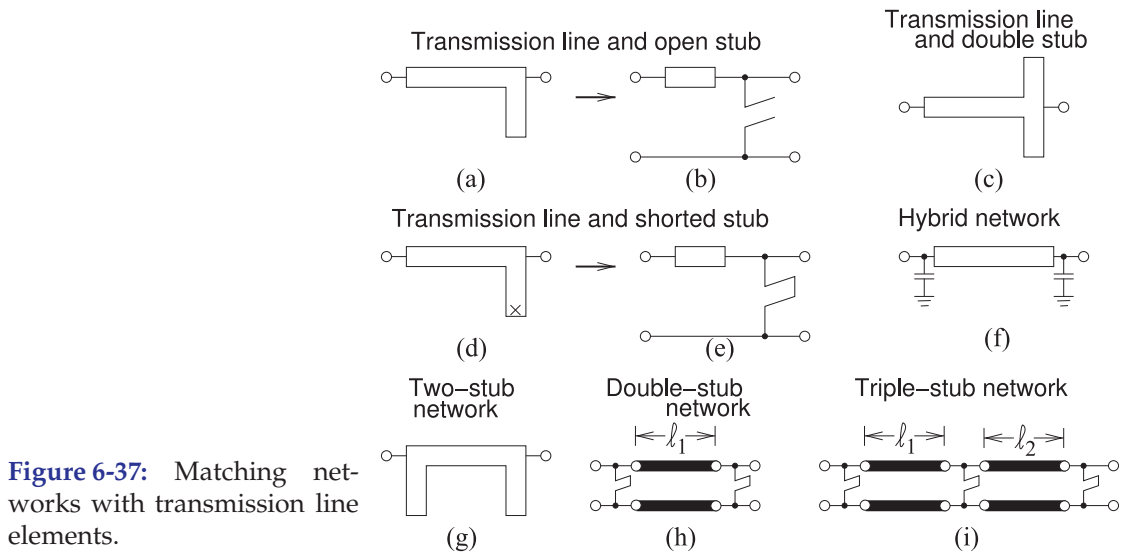 Transmission line and open stub
Transmission line
and double stub
(a)
(b)
(c)
Transmission line and shorted stub
Hybrid network
(d)
(e)
(f)
Two–stub
network
Double–stub
network
Triple–stub network
ℓ1
ℓ1
ℓ2
(g)
(h)
(i)
Figure 6-37: Matching net-
works with transmission line
elements.